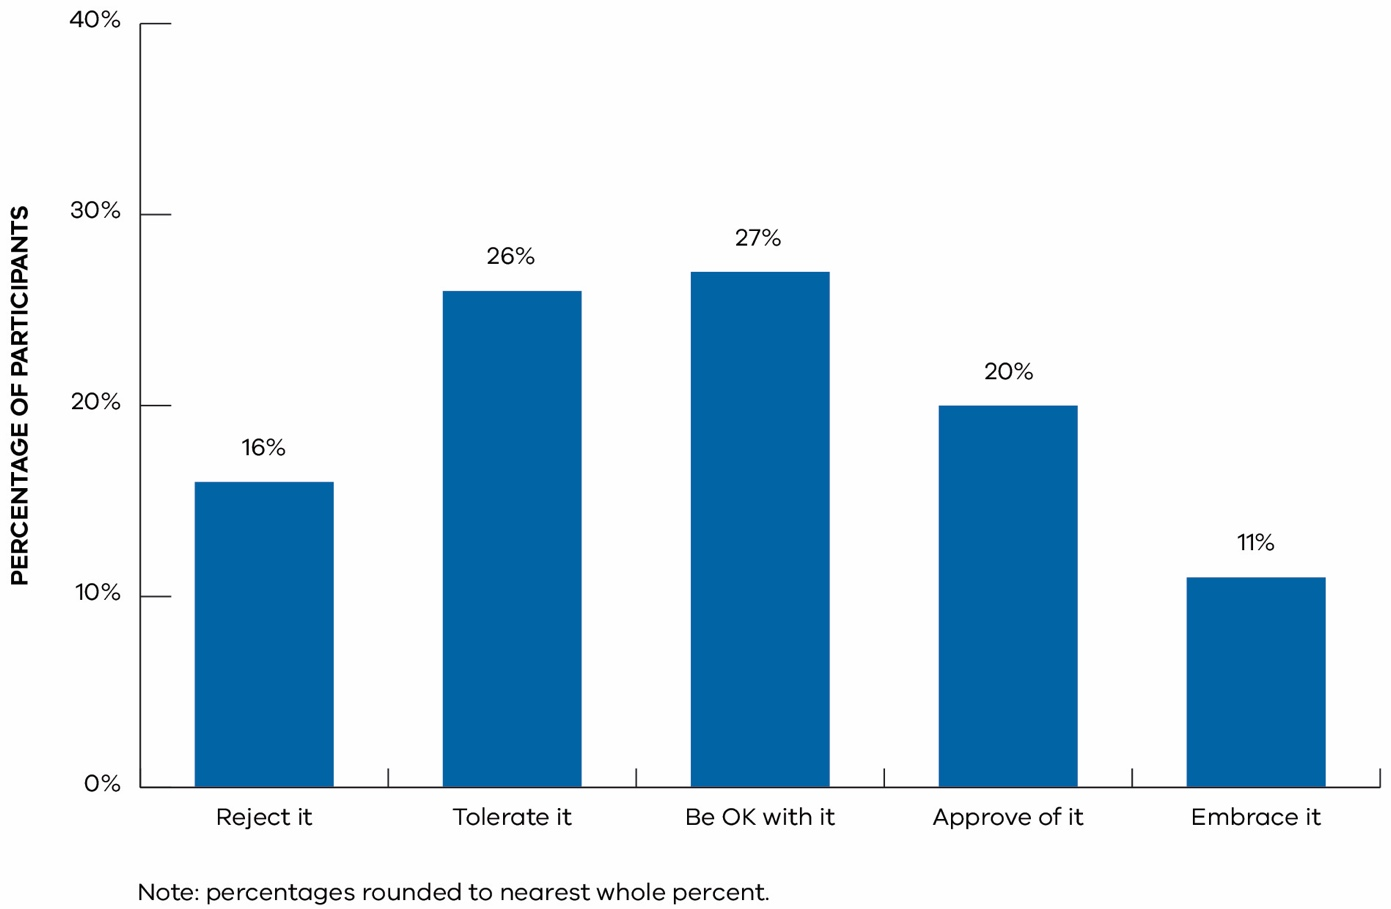 40%
30%
20%
10%
0%
PERCENTAGE OF PARTICIPANTS
16%
26%
27%
20%
11%
Reject it
Tolerate it
Be OK with it
Approve of it
Embrace it
Note: percentages rounded to nearest whole percent.